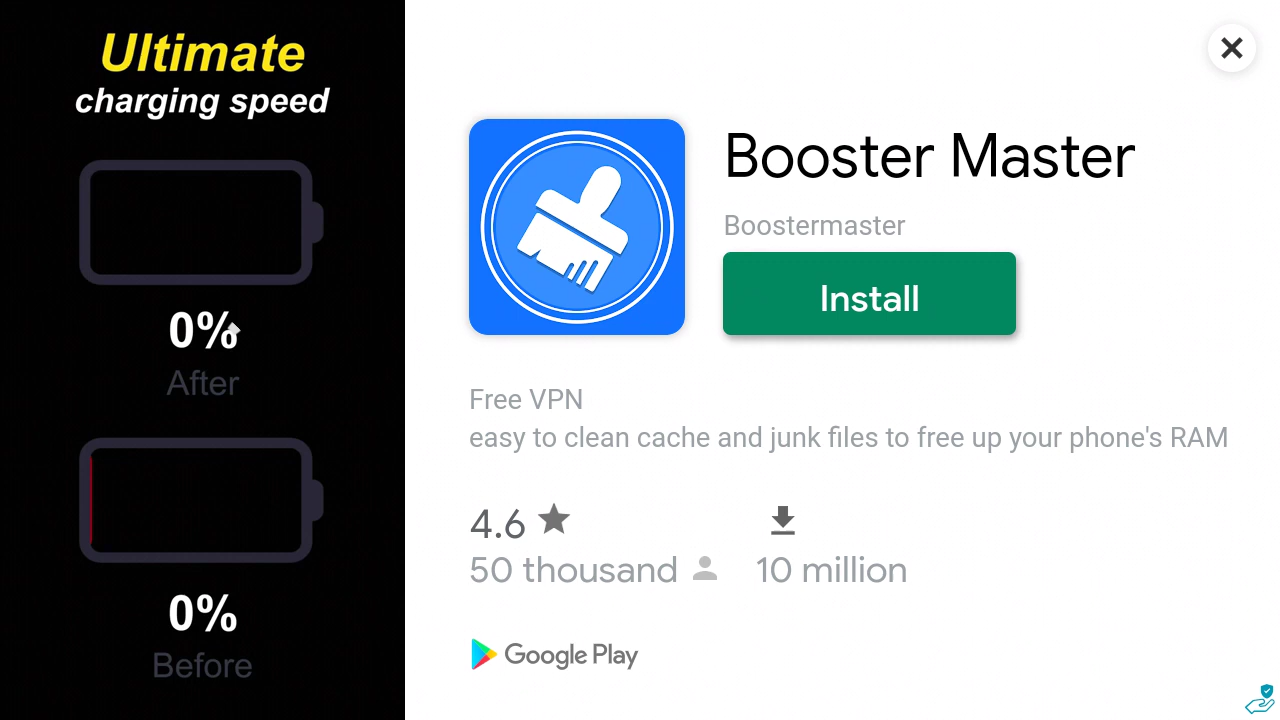 Ultimate
charging speed
0%
After
0%
Before
Booster Master
Boostermaster
Install
Free VPN
easy to clean cache and junk files to free up your phone's RAM
4.6
50 thousand
10 million
Google Play